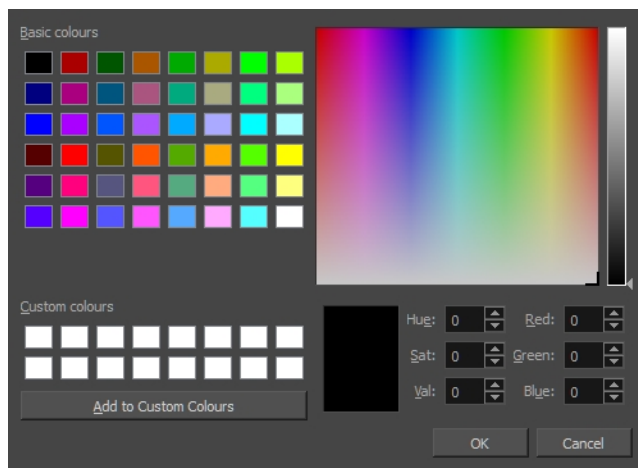 Basic colours
Custom colours
Add to Custom Colours
Hue: 0 Red: 0
Sat: 0 Green: 0
Val: 0 Blue: 0
OK Cancel